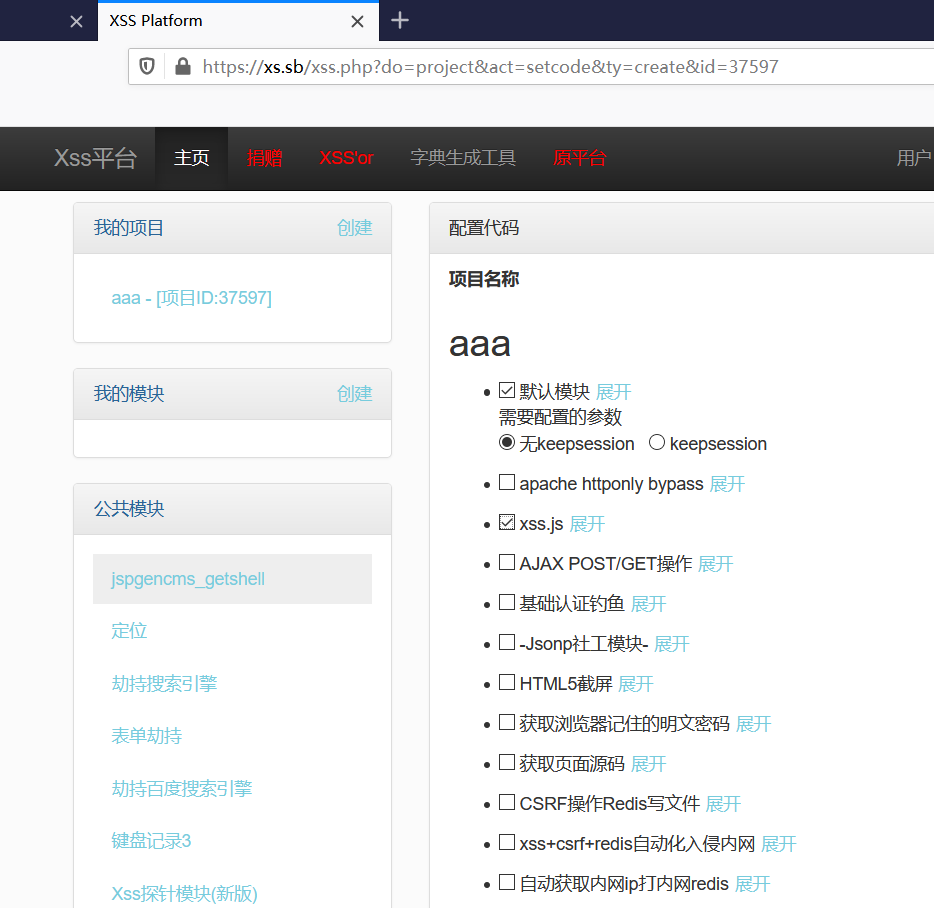 XSS Platform
https://xs.sb/xss.php?do=project&act=setcode&ty=create&id=37597
Xss平台 主页 捐赠 XSS'or 字典生成工具 原平台 用户
我的项目 创建
aaa - [项目ID:37597]
我的模块 创建
公共模块
jspgencms_getshell
定位
劫持搜索引擎
表单劫持
劫持百度搜索引擎
键盘记录3
Xss探针模块(新版)
配置代码
项目名称
aaa
默认模块 展开
需要配置的参数
无keepsession keepsession
apache httponly bypass 展开
xss.js 展开
AJAX POST/GET操作 展开
基础认证钓鱼 展开
-Jsonp社工模块- 展开
HTML5截屏 展开
获取浏览器记住的明文密码 展开
获取页面源码 展开
CSRF操作Redis写文件 展开
xss+csrf+redis自动化入侵内网 展开
自动获取内网ip打内网redis 展开